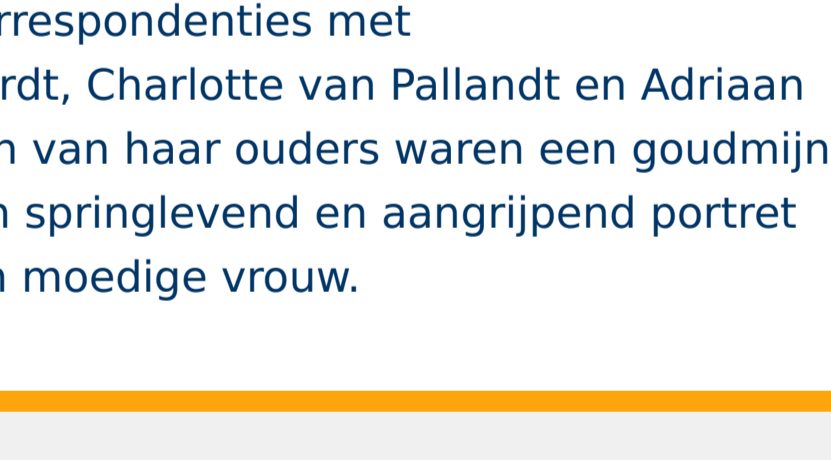 rrespondenties met
rdt, Charlotte van Pallandt en Adriaan
van haar ouders waren een goudmijn
springlevend en aangrijpend portret
moedige vrouw.